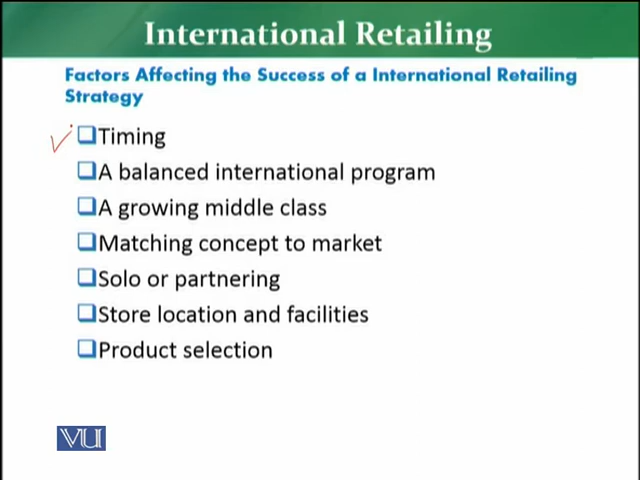 International Retailing
Factors Affecting the Success of a International Retailing
Strategy
Timing
A balanced international program
A growing middle class
Matching concept to market
Solo or partnering
Store location and facilities
Product selection
VU